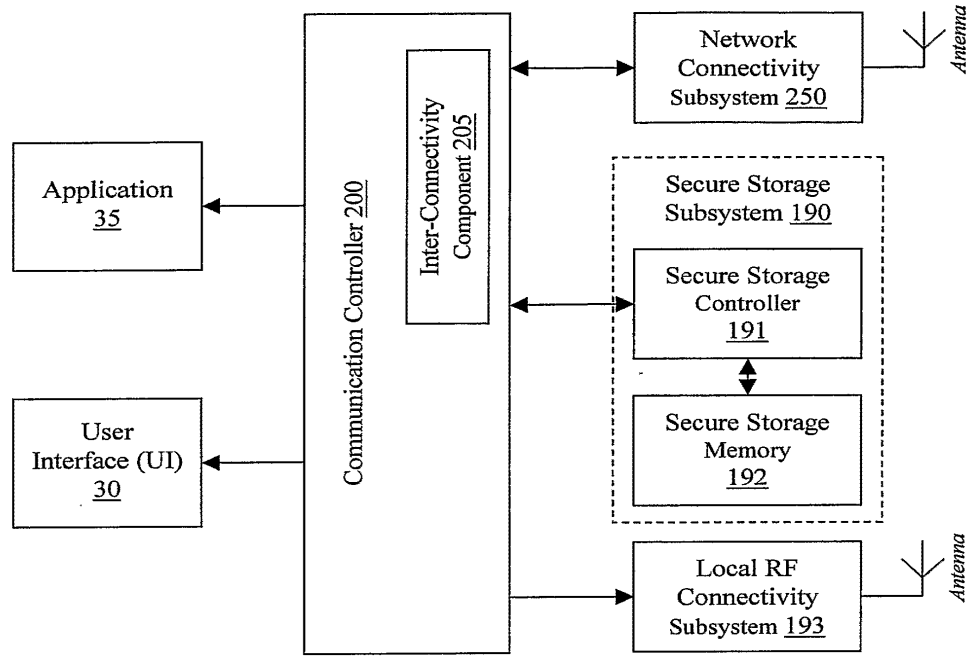 Application
35
User
Interface (UI)
30
Communication Controller 200
Inter-Connectivity
Component 205
Network
Connectivity
Subsystem 250
Antenna
Secure Storage
Subsystem 190
Secure Storage
Controller
191
Secure Storage
Memory
192
Local RF
Connectivity
Subsystem 193
Antenna